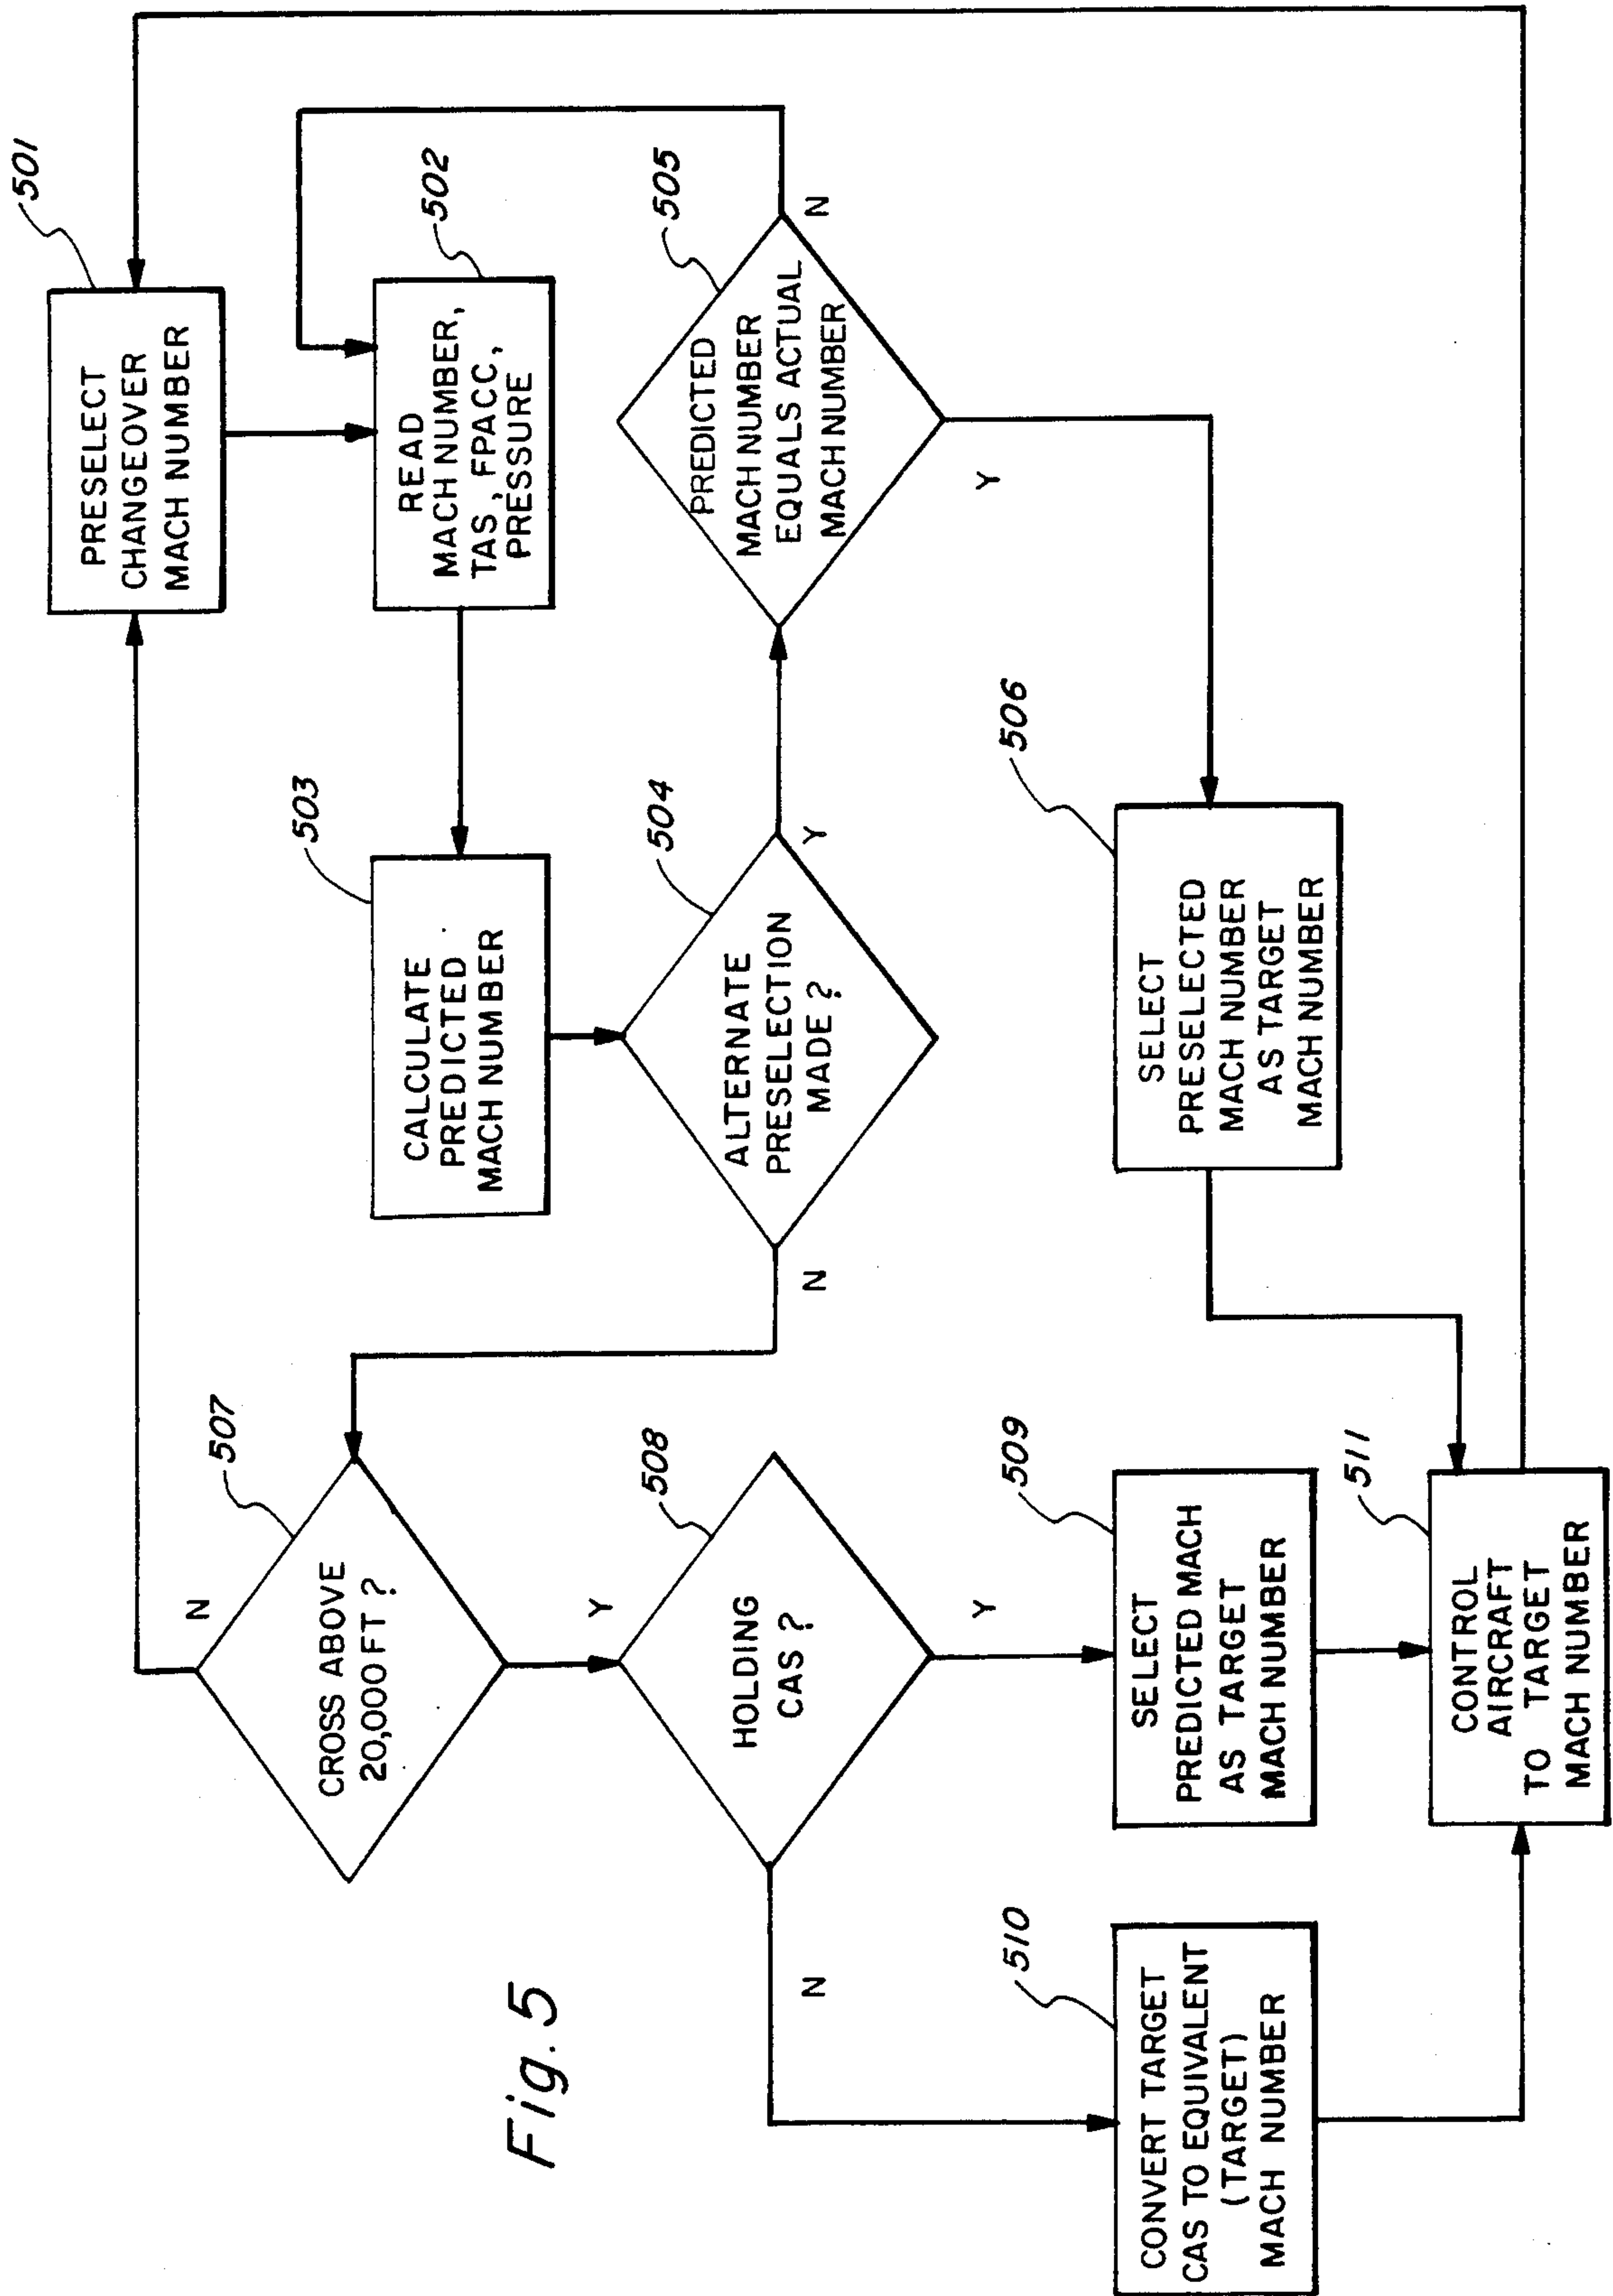 501
PRESELECT
CHANGEOVER
MACH NUMBER
502
READ
MACH NUMBER,
TAS, FPACC,
PRESSURE
503
CALCULATE
PREDICTED
MACH NUMBER
504
ALTERNATE
PRESELECTION
MADE ?
Y
N
505
PREDICTED
MACH NUMBER
EQUALS ACTUAL
MACH NUMBER
N
Y
506
SELECT
PRESELECTED
MACH NUMBER
AS TARGET
MACH NUMBER
507
CROSS ABOVE
20,000FT ?
N
Y
508
HOLDING
CAS ?
Y
N
509
SELECT
PREDICTED MACH
AS TARGET
MACH NUMBER
510
CONVERT TARGET
CAS TO EQUIVALENT
(TARGET)
MACH NUMBER
511
CONTROL
AIRCRAFT
TO TARGET
MACH NUMBER
Fig. 5